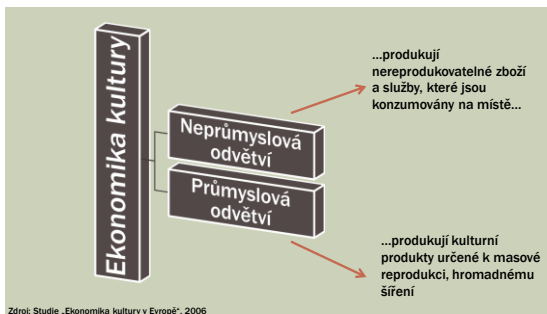 Ekonomika kultury
Neprůmyslová
odvětví
Průmyslová
odvětví
...produkují
nereprodukovatelné zboží
a služby, které jsou
konzumovány na místě...
...produkují kulturní
produkty určené k masové
reprodukci, hromadnému
šíření
Zdroj: Studie „Ekonomika kultury v Evropě“, 2006